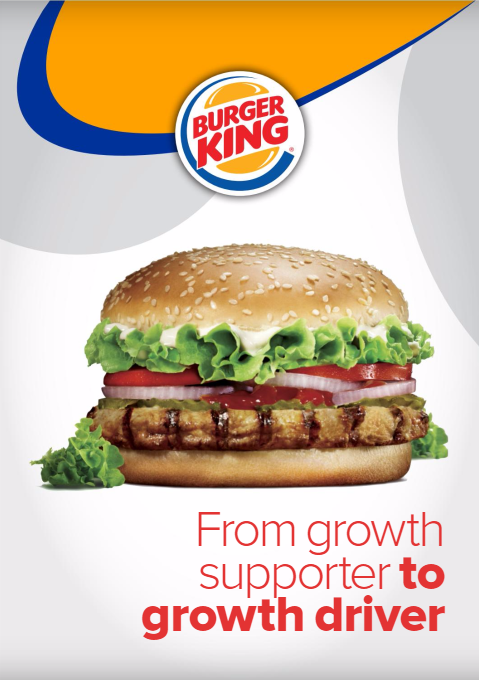 BURGER
KING
®
From growth
supporter to
growth driver